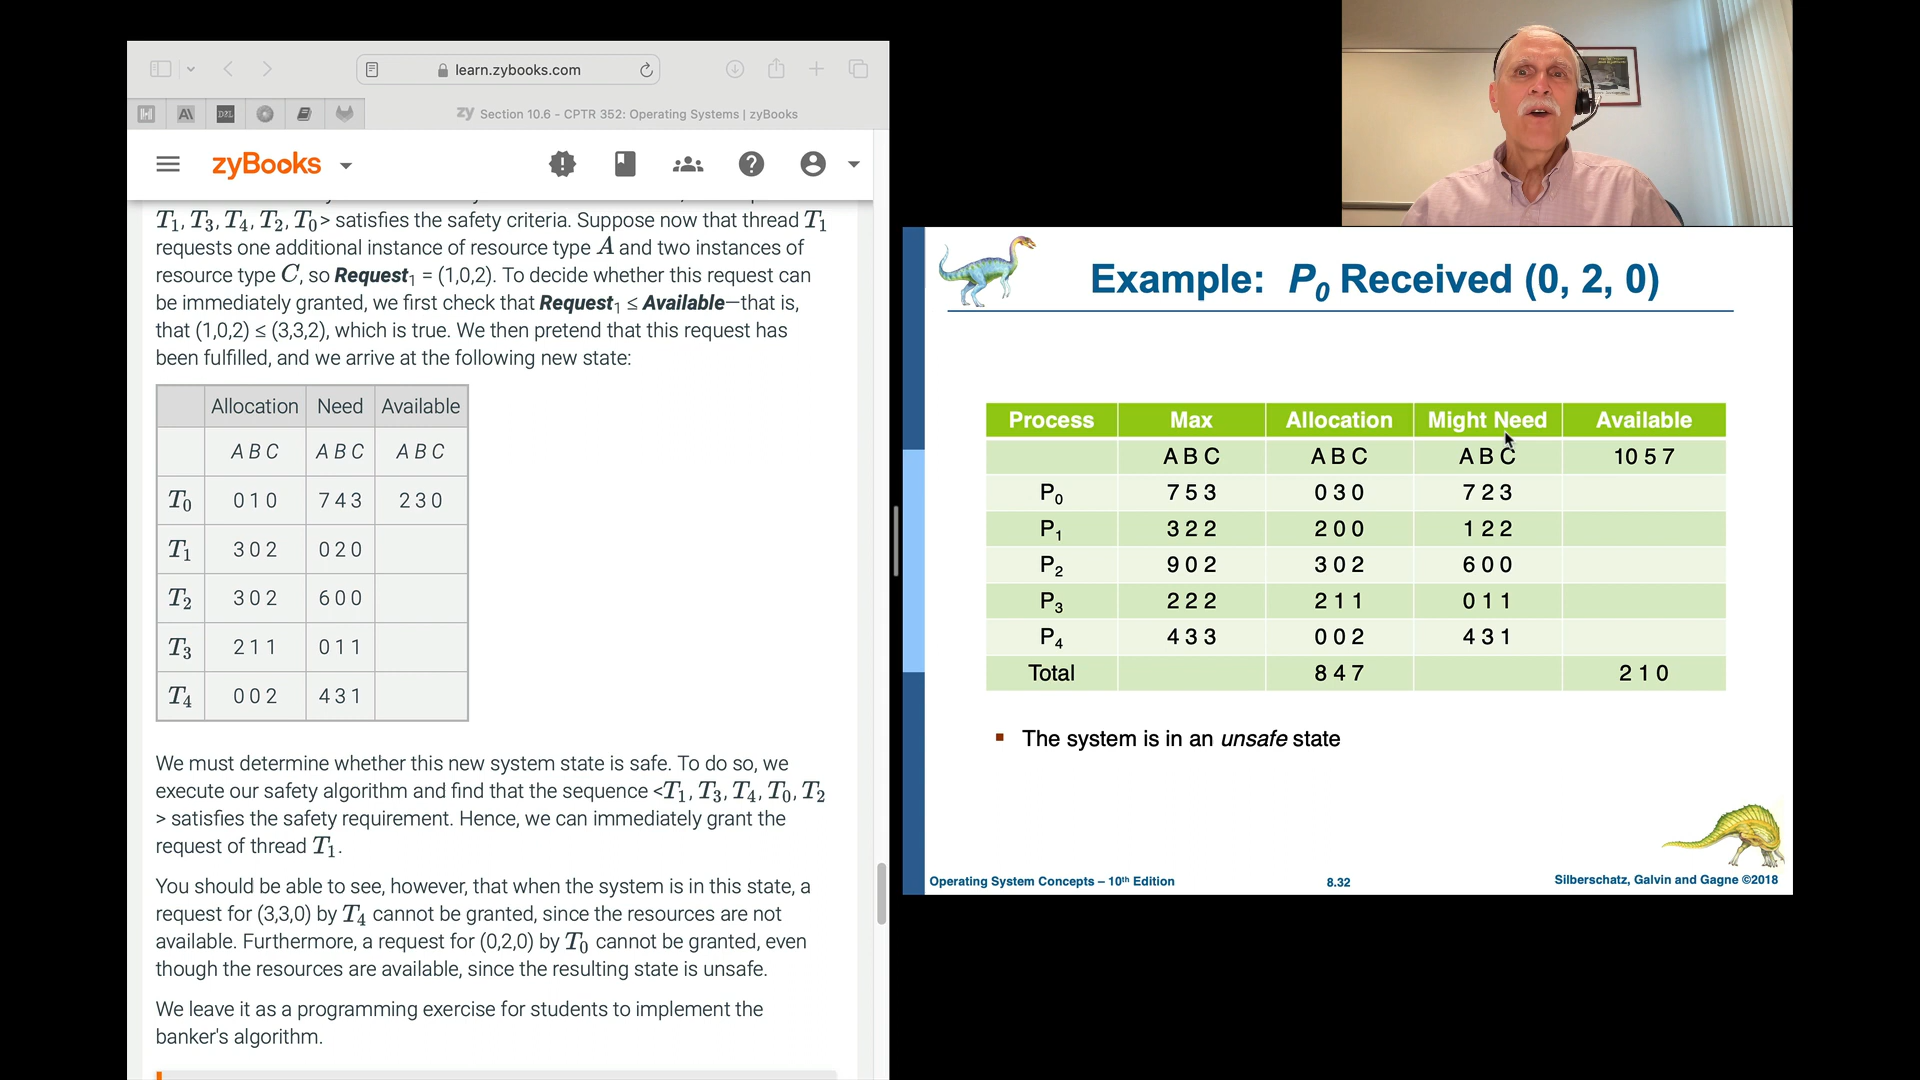 learn.zybooks.com
Section 10.6 - CPTR 352: Operating Systems | zyBooks
zyBooks
T₁, T₃, T₄, T₂, T₀> satisfies the safety criteria. Suppose now that thread T₁
requests one additional instance of resource type A and two instances of
resource type C, so Request₁ = (1,0,2). To decide whether this request can
be immediately granted, we first check that Request₁ ≤ Available—that is,
that (1,0,2) ≤ (3,3,2), which is true. We then pretend that this request has
been fulfilled, and we arrive at the following new state:
Allocation Need Available
A B C A B C A B C
T₀ 0 1 0 7 4 3 2 3 0
T₁ 3 0 2 0 2 0
T₂ 3 0 2 6 0 0
T₃ 2 1 1 0 1 1
T₄ 0 0 2 4 3 1
We must determine whether this new system state is safe. To do so, we
execute our safety algorithm and find that the sequence <T₁, T₃, T₄, T₀, T₂
> satisfies the safety requirement. Hence, we can immediately grant the
request of thread T₁.
You should be able to see, however, that when the system is in this state, a
request for (3,3,0) by T₄ cannot be granted, since the resources are not
available. Furthermore, a request for (0,2,0) by T₀ cannot be granted, even
though the resources are available, since the resulting state is unsafe.
We leave it as a programming exercise for students to implement the
banker's algorithm.
Example: P₀ Received (0, 2, 0)
Process Max Allocation Might Need Available
A B C A B C A B C 10 5 7
P₀ 7 5 3 0 3 0 7 2 3
P₁ 3 2 2 2 0 0 1 2 2
P₂ 9 0 2 3 0 2 6 0 0
P₃ 2 2 2 2 1 1 0 1 1
P₄ 4 3 3 0 0 2 4 3 1
Total 8 4 7 2 1 0
▪ The system is in an unsafe state
Operating System Concepts – 10th Edition
8.32
Silberschatz, Galvin and Gagne ©2018